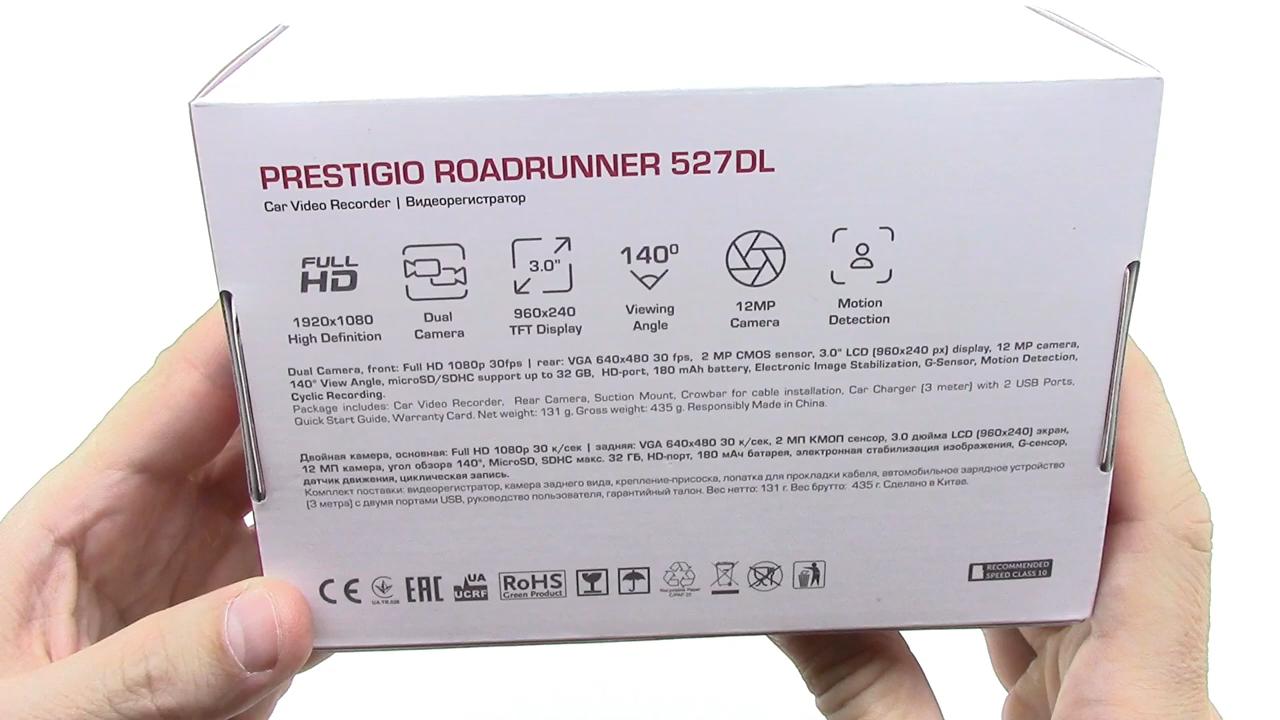 PRESTIGIO ROADRUNNER 527DL
Car Video Recorder | Видеорегистратор
FULL HD
3.0"
140°
1920x1080
High Definition
Dual
Camera
960x240
TFT Display
Viewing
Angle
12MP
Camera
Motion
Detection
Dual Camera, front: Full HD 1080p 30fps | rear: VGA 640x480 30 fps, 2 MP CMOS sensor, 3.0" LCD (960x240 px) display, 12 MP camera,
140° View Angle, microSD/SDHC support up to 32 GB, HD-port, 180 mAh battery, Electronic Image Stabilization, G-Sensor, Motion Detection,
Cyclic Recording.
Package includes: Car Video Recorder, Rear Camera, Suction Mount, Crowbar for cable installation, Car Charger (3 meter) with 2 USB Ports,
Quick Start Guide, Warranty Card. Net weight: 131 g. Gross weight: 435 g. Responsibly Made in China.
Двойная камера, основная: Full HD 1080p 30 к/сек | задняя: VGA 640x480 30 к/сек, 2 МП КМОП сенсор, 3.0 дюйма LCD (960x240) экран,
12 МП камера, угол обзора 140°, MicroSD, SDHC макс. 32 ГБ, HD-порт, 180 мАч батарея, электронная стабилизация изображения, G-сенсор,
датчик движения, циклическая запись.
Комплект поставки: видеорегистратор, камера заднего вида, крепление-присоска, лопатка для прокладки кабеля, автомобильное зарядное устройство
(3 метра) с двумя портами USB, руководство пользователя, гарантийный талон. Вес нетто: 131 г. Вес брутто: 435 г. Сделано в Китае.
CE
EAC
UA
UCRF
RoHS
Green Product
Recyclable Paper
RECOMMENDED
SPEED CLASS 10